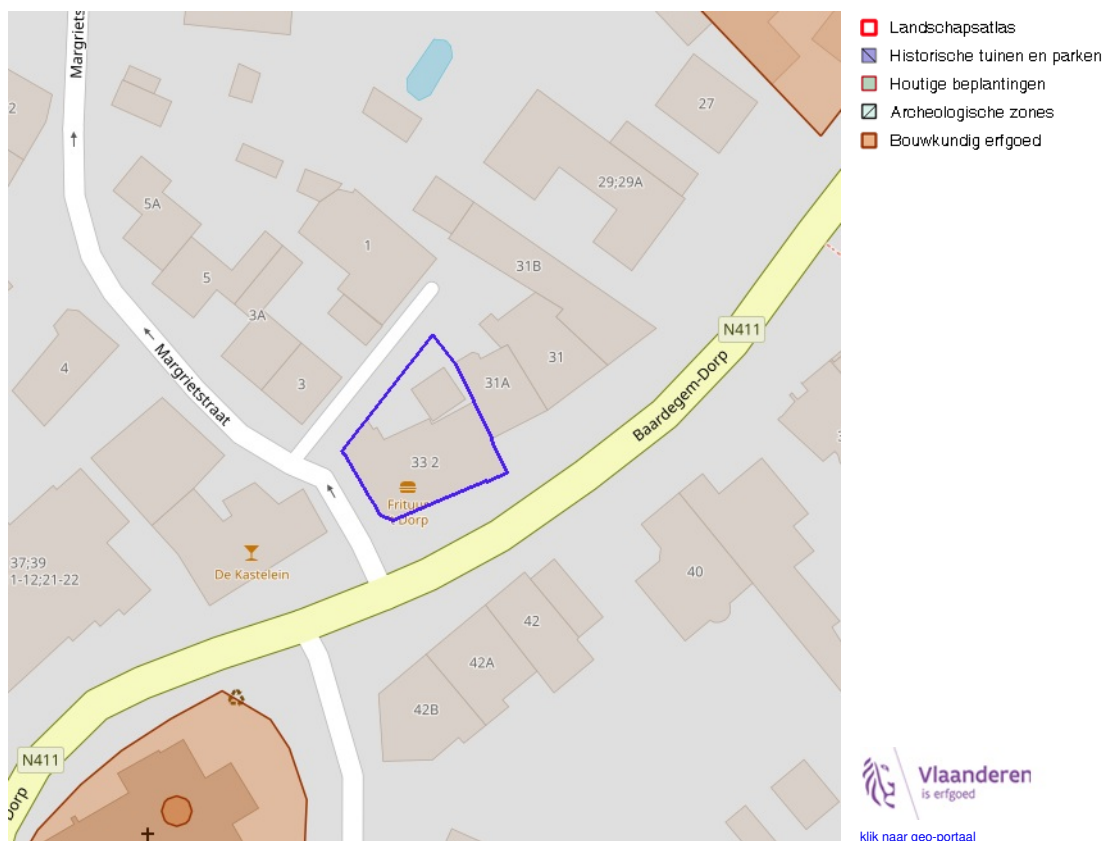 Margriets
2
27
29;29A
5A
1
5
31B
3A
N411
31
4
31A
3
Margrietstraat
Baardegem-Dorp
33 2
Frituur
Dorp
37;39
1-12;21-22
De Kastelein
40
42
42A
42B
N411
Dorp
Landschapsatlas
Historische tuinen en parken
Houtige beplantingen
Archeologische zones
Bouwkundig erfgoed
Vlaanderen
is erfgoed
klik naar geo-portaal